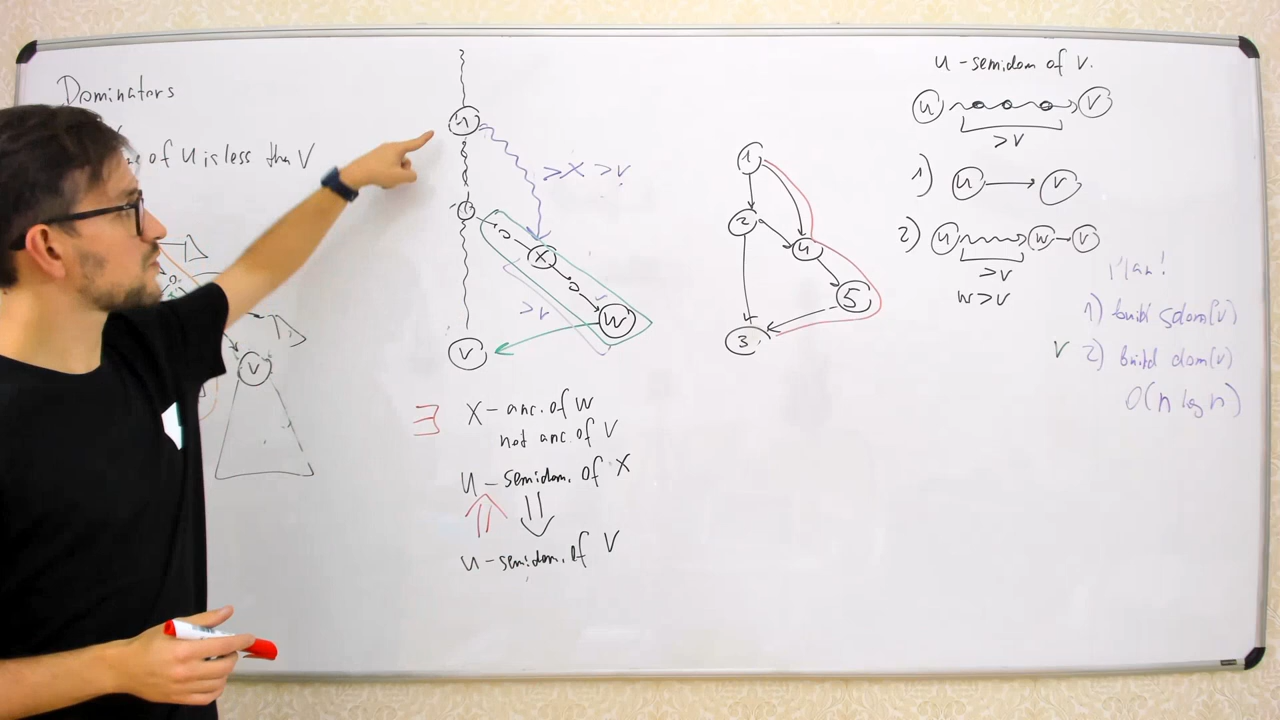 Dominators
of u is less than V
u
>X >v
X
>v
W
V
V
∃ X - anc. of W
not anc. of V
u - semidom. of X
⇑ ⇓
u - semidom. of V
1
2
4
5
3
u - semidom of V.
u V
>v
1) u → V
2) u W - V
>v
W>V
Plan!
1) build sdom(v)
V 2) build dom(v)
O(n log n)